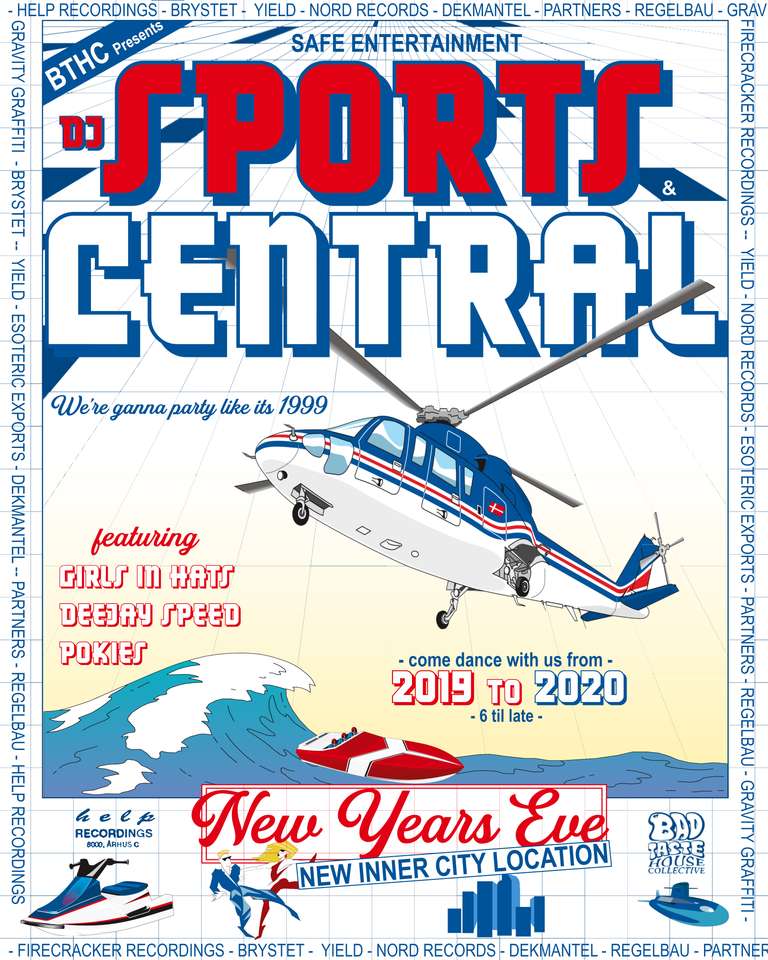 - HELP RECORDINGS - BRYSTET - YIELD - NORD RECORDS - DEKMANTEL - PARTNERS - REGELBAU - GRAV
BTHC Presents
SAFE ENTERTAINMENT
DJ SPORTS
&
CENTRAL
We're ganna party like its 1999
featuring
GIRLS IN HATS
DEEJAY SPEED
POKIES
- come dance with us from -
2019 TO 2020
- 6 til late -
New Years Eve
NEW INNER CITY LOCATION
help
RECORDINGS
8000, ÅRHUS C
BAD
TASTE
HOUSE
COLLECTIVE
GRAVITY GRAFFITI - BRYSTET -- YIELD - ESOTERIC EXPORTS - DEKMANTEL -- PARTNERS - REGELBAU - HELP RECORDINGS
FIRECRACKER RECORDINGS -- YIELD - NORD RECORDS - ESOTERIC EXPORTS - PARTNERS - REGELBAU - GRAVITY GRAFFITI -
- FIRECRACKER RECORDINGS - BRYSTET - YIELD - NORD RECORDS - DEKMANTEL - REGELBAU - PARTNER